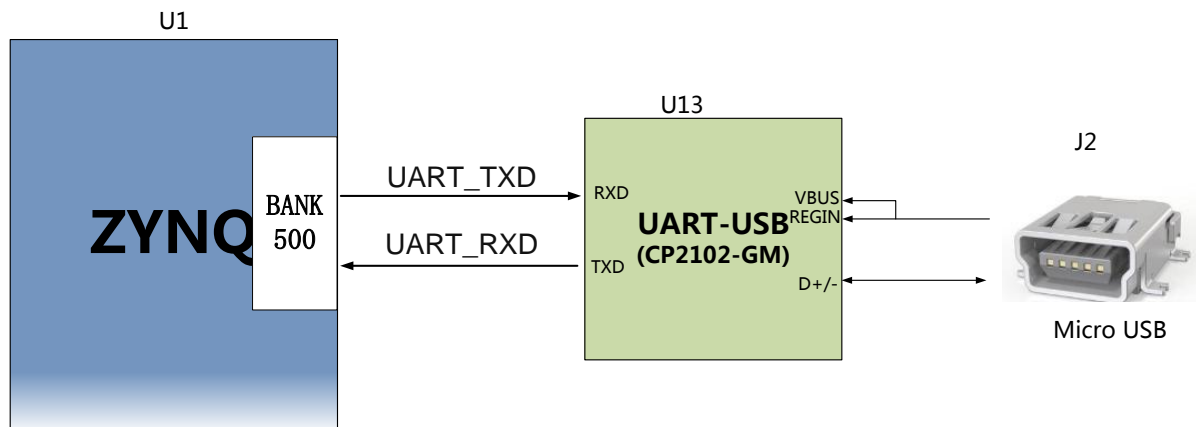 U1
U13
J2
ZYNQ
BANK
500
UART_TXD
UART_RXD
RXD
TXD
UART-USB
(CP2102-GM)
VBUS
REGIN
D+/-
Micro USB